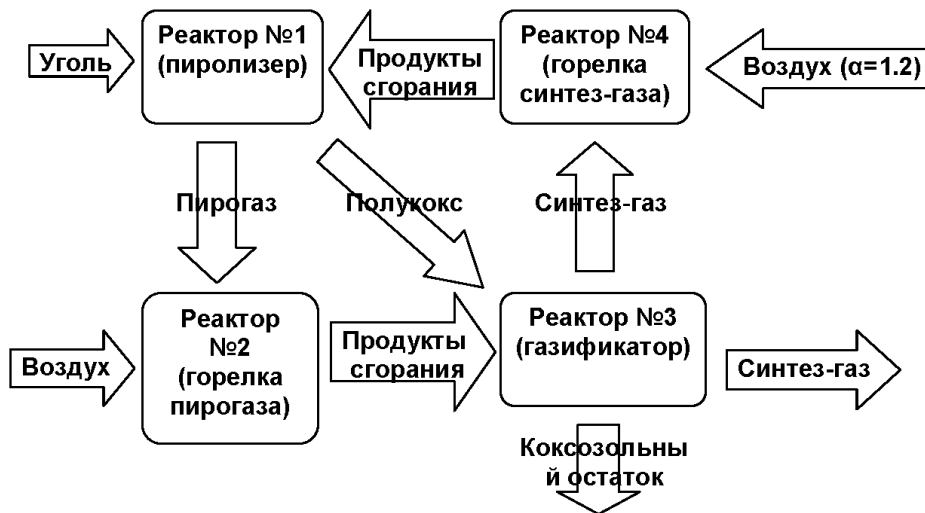 Уголь
Реактор №1
(пиролизер)
Продукты
сгорания
Реактор №4
(горелка
синтез-газа)
Воздух (α=1.2)
Пирогаз
Полукокс
Синтез-газ
Воздух
Реактор
№2
(горелка
пирогаза)
Продукты
сгорания
Реактор №3
(газификатор)
Синтез-газ
Коксозольны
й остаток